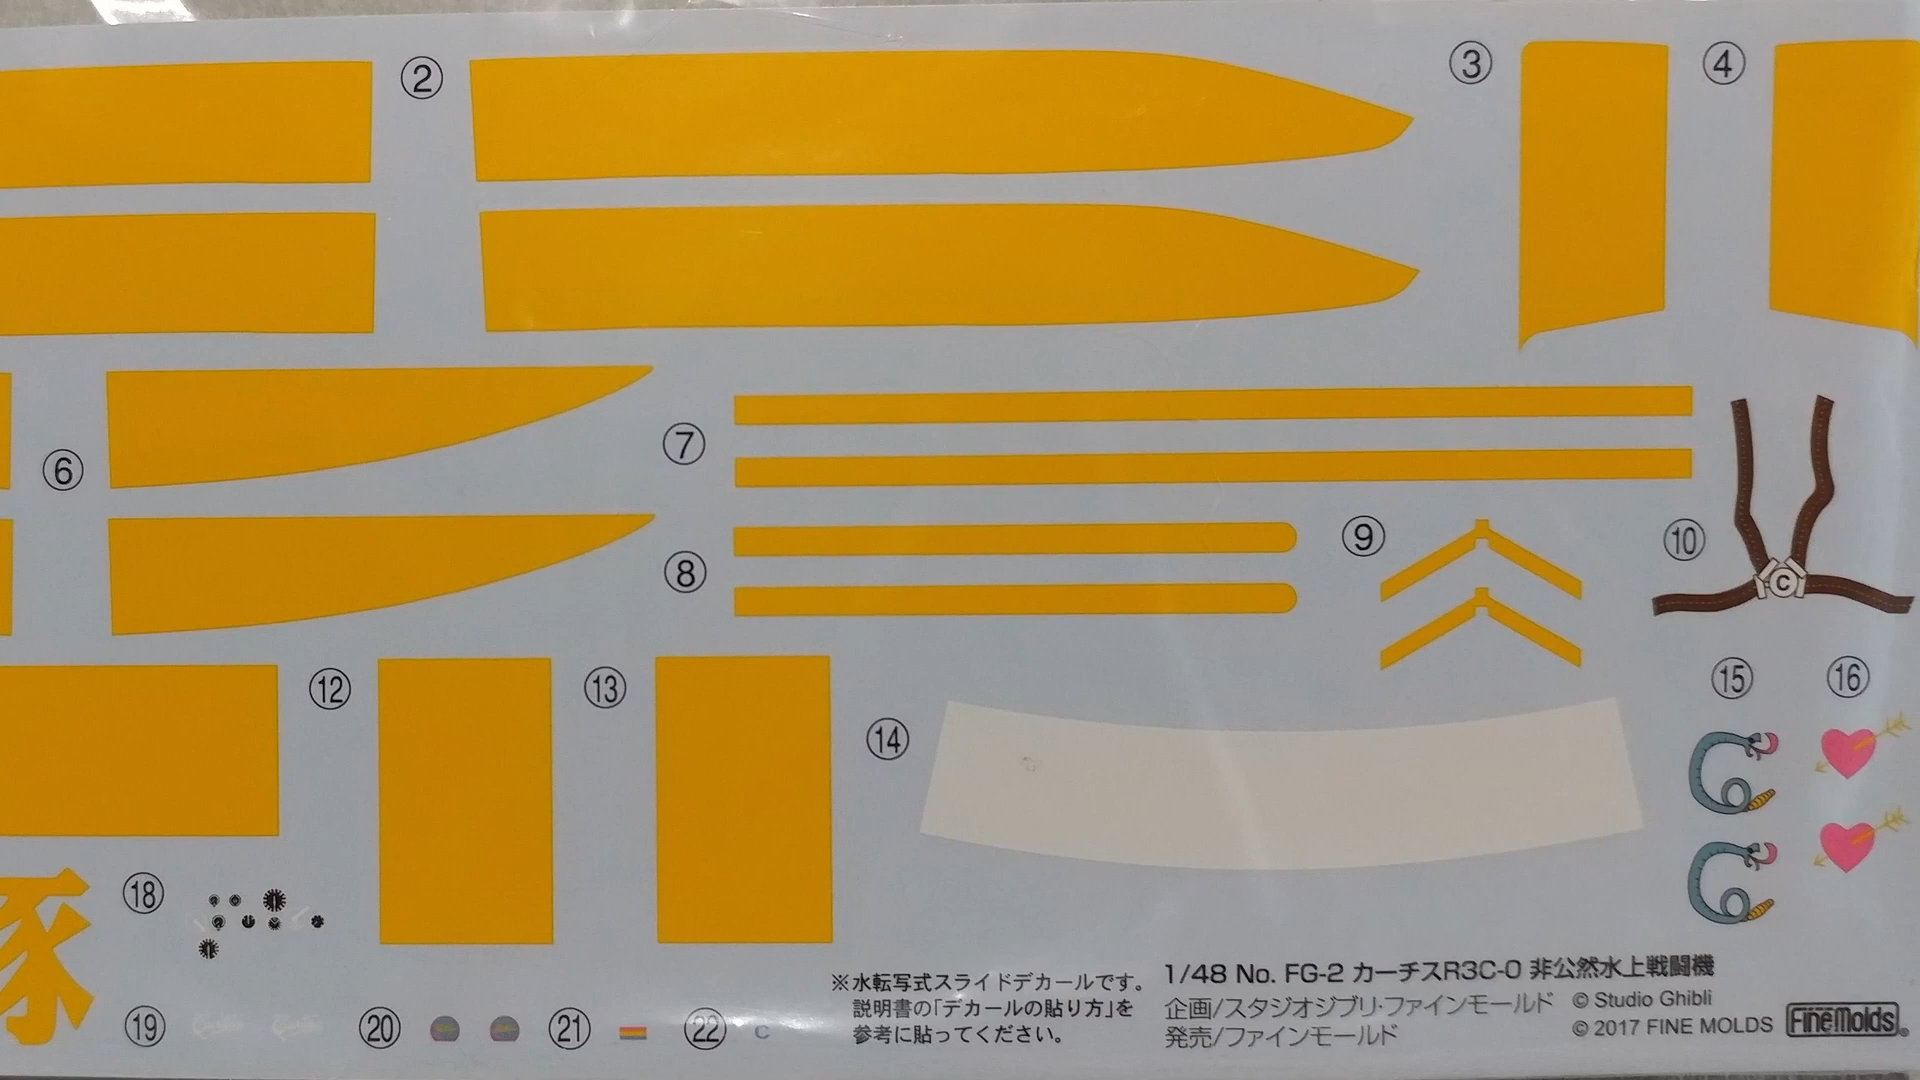 ②
③
④
⑥
⑦
⑧
⑨
⑩
C
⑫
⑬
⑭
⑮
⑯
⑱
⑲
⑳
㉑
㉒
C
※水転写式スライドデカールです。
説明書の「デカールの貼り方」を
参考に貼ってください。
1/48 No. FG-2 カーチスR3C-0 非公然水上戦闘機
企画/スタジオジブリ・ファインモールド
発売/ファインモールド
© Studio Ghibli
© 2017 FINE MOLDS
FineMolds®